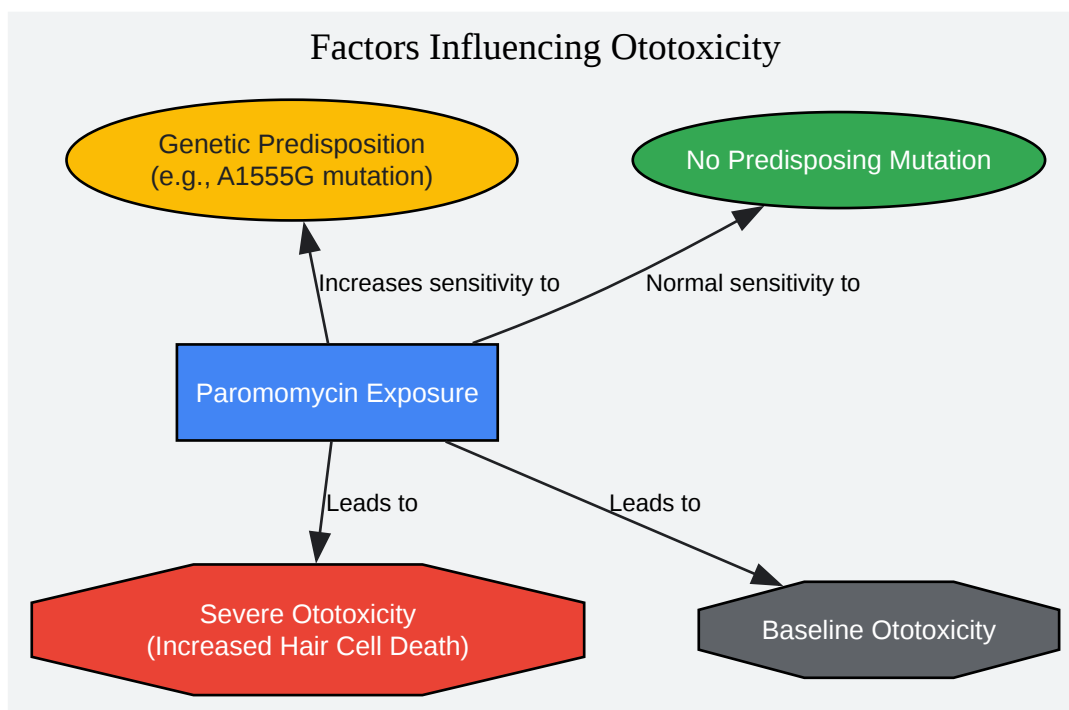 Factors Influencing Ototoxicity
Genetic Predisposition
(e.g., A1555G mutation)
No Predisposing Mutation
Increases sensitivity to
Normal sensitivity to
Paromomycin Exposure
Leads to
Leads to
Severe Ototoxicity
(Increased Hair Cell Death)
Baseline Ototoxicity